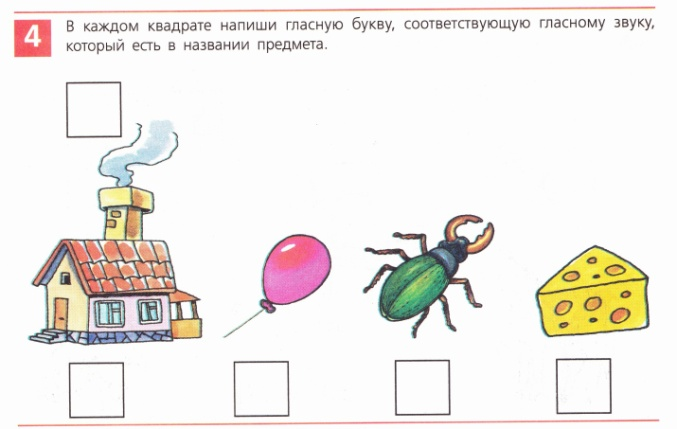 4
В каждом квадрате напиши гласную букву, соответствующую гласному звуку,
который есть в названии предмета.